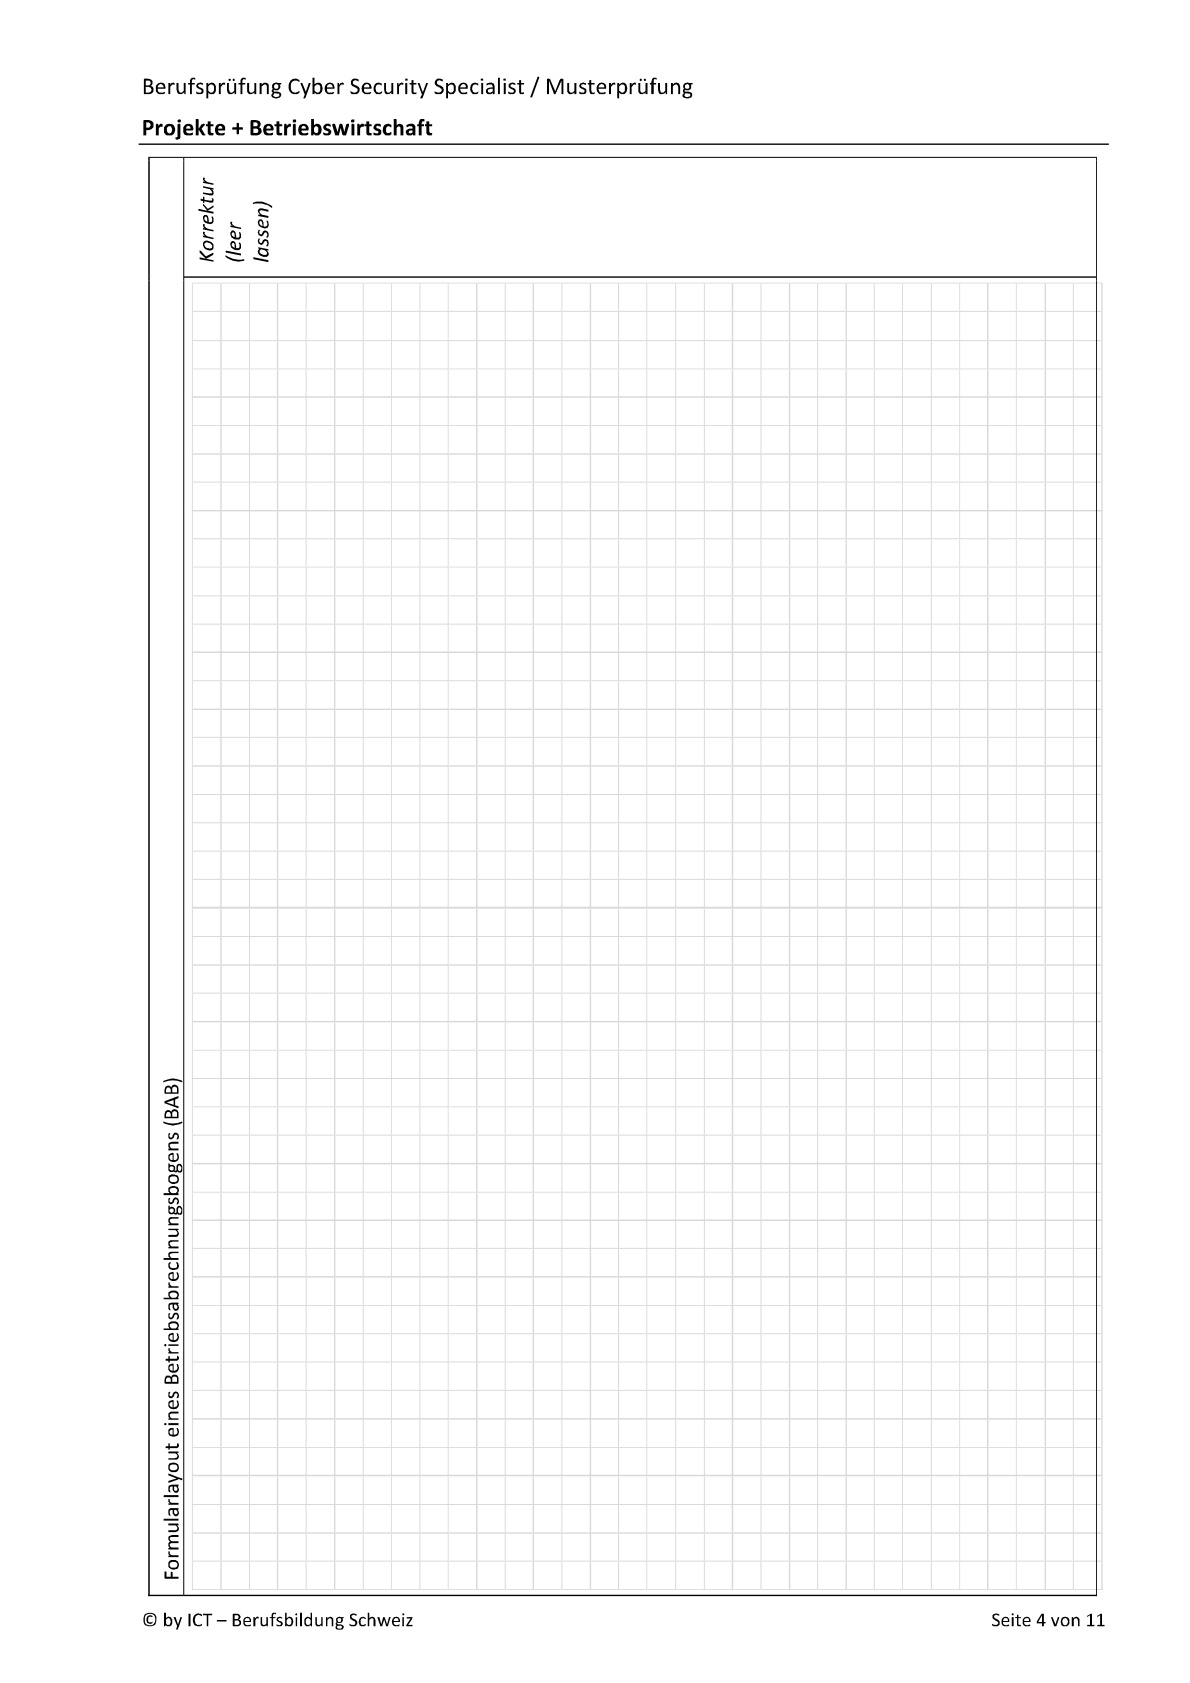 Berufsprüfung Cyber Security Specialist / Musterprüfung
Projekte + Betriebswirtschaft
Formularlayout eines Betriebsabrechnungsbogens (BAB)
Korrektur
(leer
lassen)
© by ICT – Berufsbildung Schweiz
Seite 4 von 11